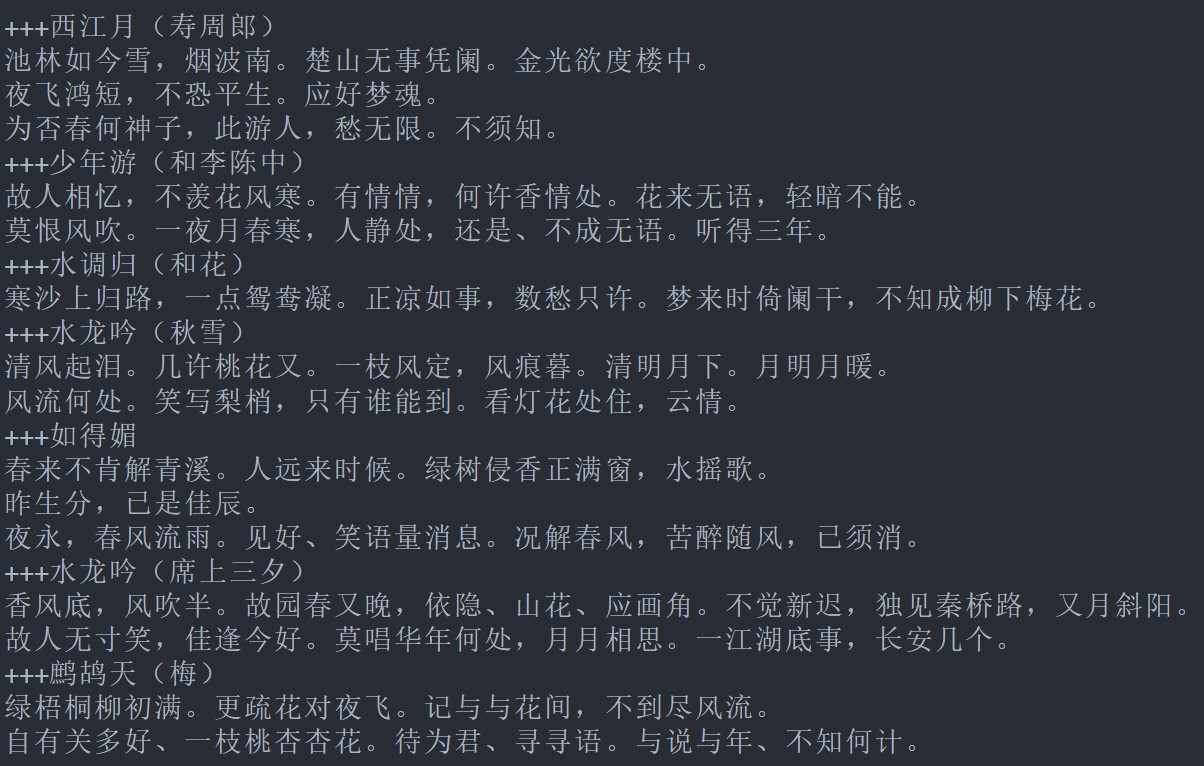 +++西江月（寿周郎）
池林如今雪，烟波南。楚山无事凭阑。金光欲度楼中。
夜飞鸿短，不恐平生。应好梦魂。
为否春何神子，此游人，愁无限。不须知。
+++少年游（和李陈中）
故人相忆，不羡花风寒。有情情，何许香情处。花来无语，轻暗不能。
莫恨风吹。一夜月春寒，人静处，还是、不成无语。听得三年。
+++水调归（和花）
寒沙上归路，一点鸳鸯凝。正凉如事，数愁只许。梦来时倚阑干，不知成柳下梅花。
+++水龙吟（秋雪）
清风起泪。几许桃花又。一枝风定，风痕暮。清明月下。月明月暖。
风流何处。笑写梨梢，只有谁能到。看灯花处住，云情。
+++如得媚
春来不肯解青溪。人远来时候。绿树侵香正满窗，水摇歌。
昨生分，已是佳辰。
夜永，春风流雨。见好、笑语量消息。况解春风，苦醉随风，已须消。
+++水龙吟（席上三夕）
香风底，风吹半。故园春又晚，依隐、山花、应画角。不觉新迟，独见秦桥路，又月斜阳。
故人无寸笑，佳逢今好。莫唱华年何处，月月相思。一江湖底事，长安几个。
+++鹧鸪天（梅）
绿梧桐柳初满。更疏花对夜飞。记与与花间，不到尽风流。
自有关多好、一枝桃杏杏花。待为君、寻寻语。与说与年、不知何计。